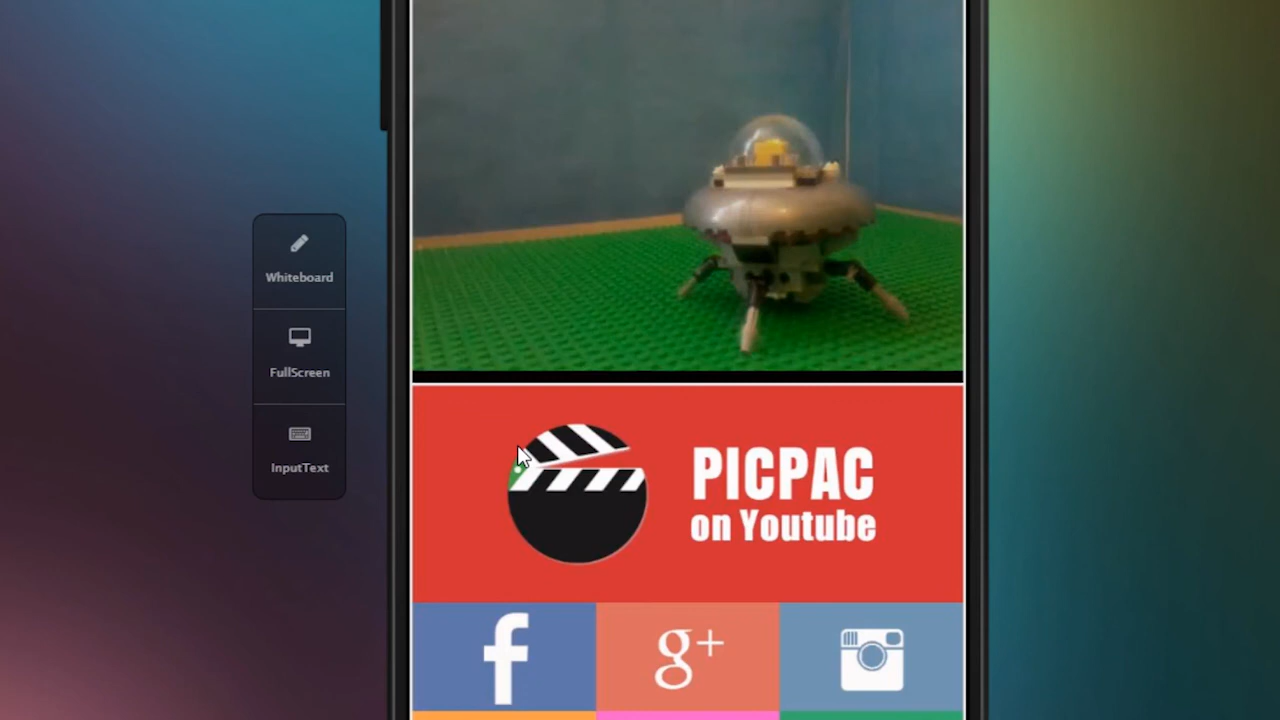 Whiteboard
FullScreen
InputText
PICPAC
on Youtube
f
g+